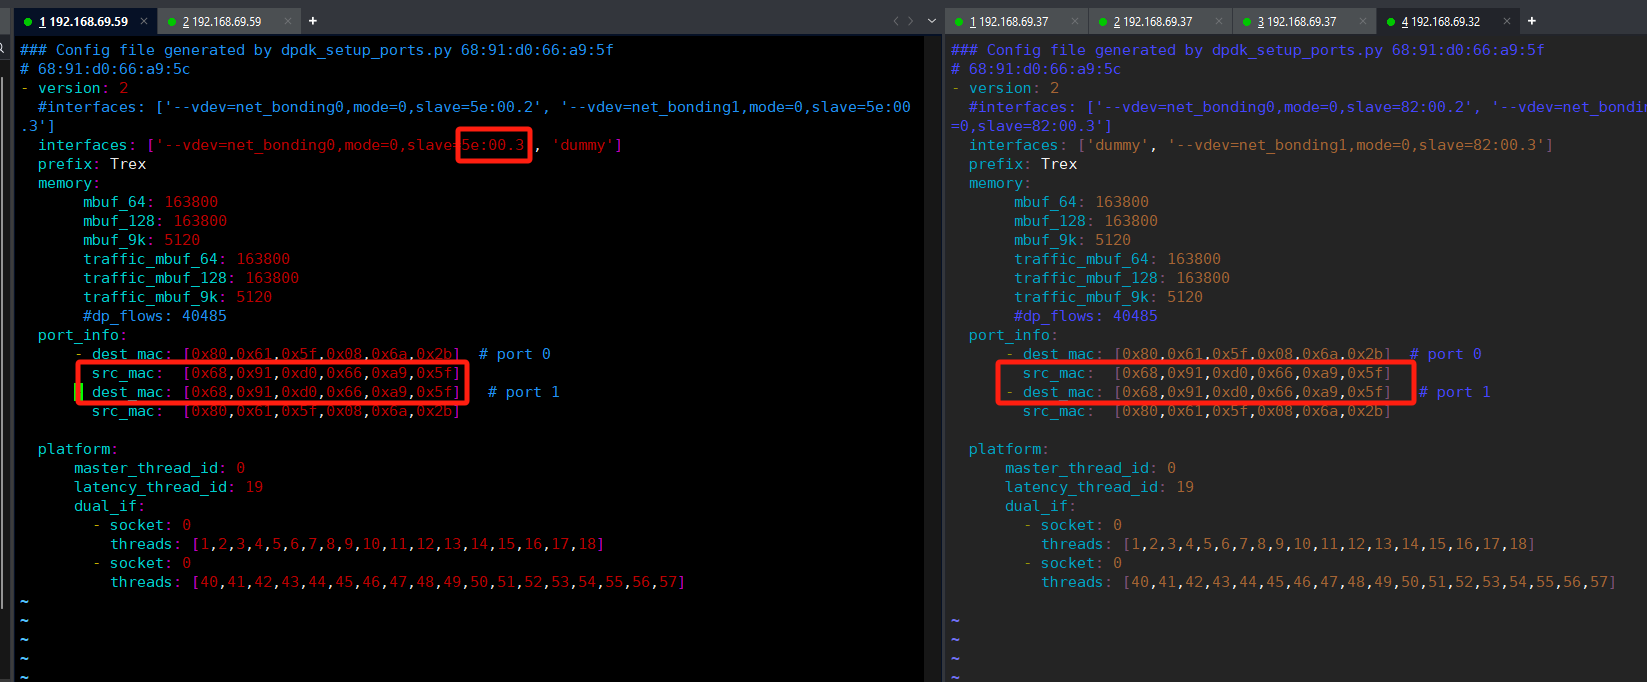 1 192.168.69.59 ×
2 192.168.69.59 ×
+
### Config file generated by dpdk_setup_ports.py 68:91:d0:66:a9:5f
# 68:91:d0:66:a9:5c
- version: 2
#interfaces: ['--vdev=net_bonding0,mode=0,slave=5e:00.2', '--vdev=net_bonding1,mode=0,slave=5e:00
.3']
interfaces: ['--vdev=net_bonding0,mode=0,slave=5e:00.3', 'dummy']
prefix: Trex
memory:
mbuf_64: 163800
mbuf_128: 163800
mbuf_9k: 5120
traffic_mbuf_64: 163800
traffic_mbuf_128: 163800
traffic_mbuf_9k: 5120
#dp_flows: 40485
port_info:
- dest_mac: [0x80,0x61,0x5f,0x08,0x6a,0x2b] # port 0
src_mac: [0x68,0x91,0xd0,0x66,0xa9,0x5f]
dest_mac: [0x68,0x91,0xd0,0x66,0xa9,0x5f] # port 1
src_mac: [0x80,0x61,0x5f,0x08,0x6a,0x2b]
platform:
master_thread_id: 0
latency_thread_id: 19
dual_if:
- socket: 0
threads: [1,2,3,4,5,6,7,8,9,10,11,12,13,14,15,16,17,18]
- socket: 0
threads: [40,41,42,43,44,45,46,47,48,49,50,51,52,53,54,55,56,57]
~
~
~
~
~
1 192.168.69.37 ×
2 192.168.69.37 ×
3 192.168.69.37 ×
4 192.168.69.32 ×
+
### Config file generated by dpdk_setup_ports.py 68:91:d0:66:a9:5f
# 68:91:d0:66:a9:5c
- version: 2
#interfaces: ['--vdev=net_bonding0,mode=0,slave=82:00.2', '--vdev=net_bondin
=0,slave=82:00.3']
interfaces: ['dummy', '--vdev=net_bonding1,mode=0,slave=82:00.3']
prefix: Trex
memory:
mbuf_64: 163800
mbuf_128: 163800
mbuf_9k: 5120
traffic_mbuf_64: 163800
traffic_mbuf_128: 163800
traffic_mbuf_9k: 5120
#dp_flows: 40485
port_info:
- dest_mac: [0x80,0x61,0x5f,0x08,0x6a,0x2b] # port 0
src_mac: [0x68,0x91,0xd0,0x66,0xa9,0x5f]
- dest_mac: [0x68,0x91,0xd0,0x66,0xa9,0x5f] # port 1
src_mac: [0x80,0x61,0x5f,0x08,0x6a,0x2b]
platform:
master_thread_id: 0
latency_thread_id: 19
dual_if:
- socket: 0
threads: [1,2,3,4,5,6,7,8,9,10,11,12,13,14,15,16,17,18]
- socket: 0
threads: [40,41,42,43,44,45,46,47,48,49,50,51,52,53,54,55,56,57]
~
~
~
~